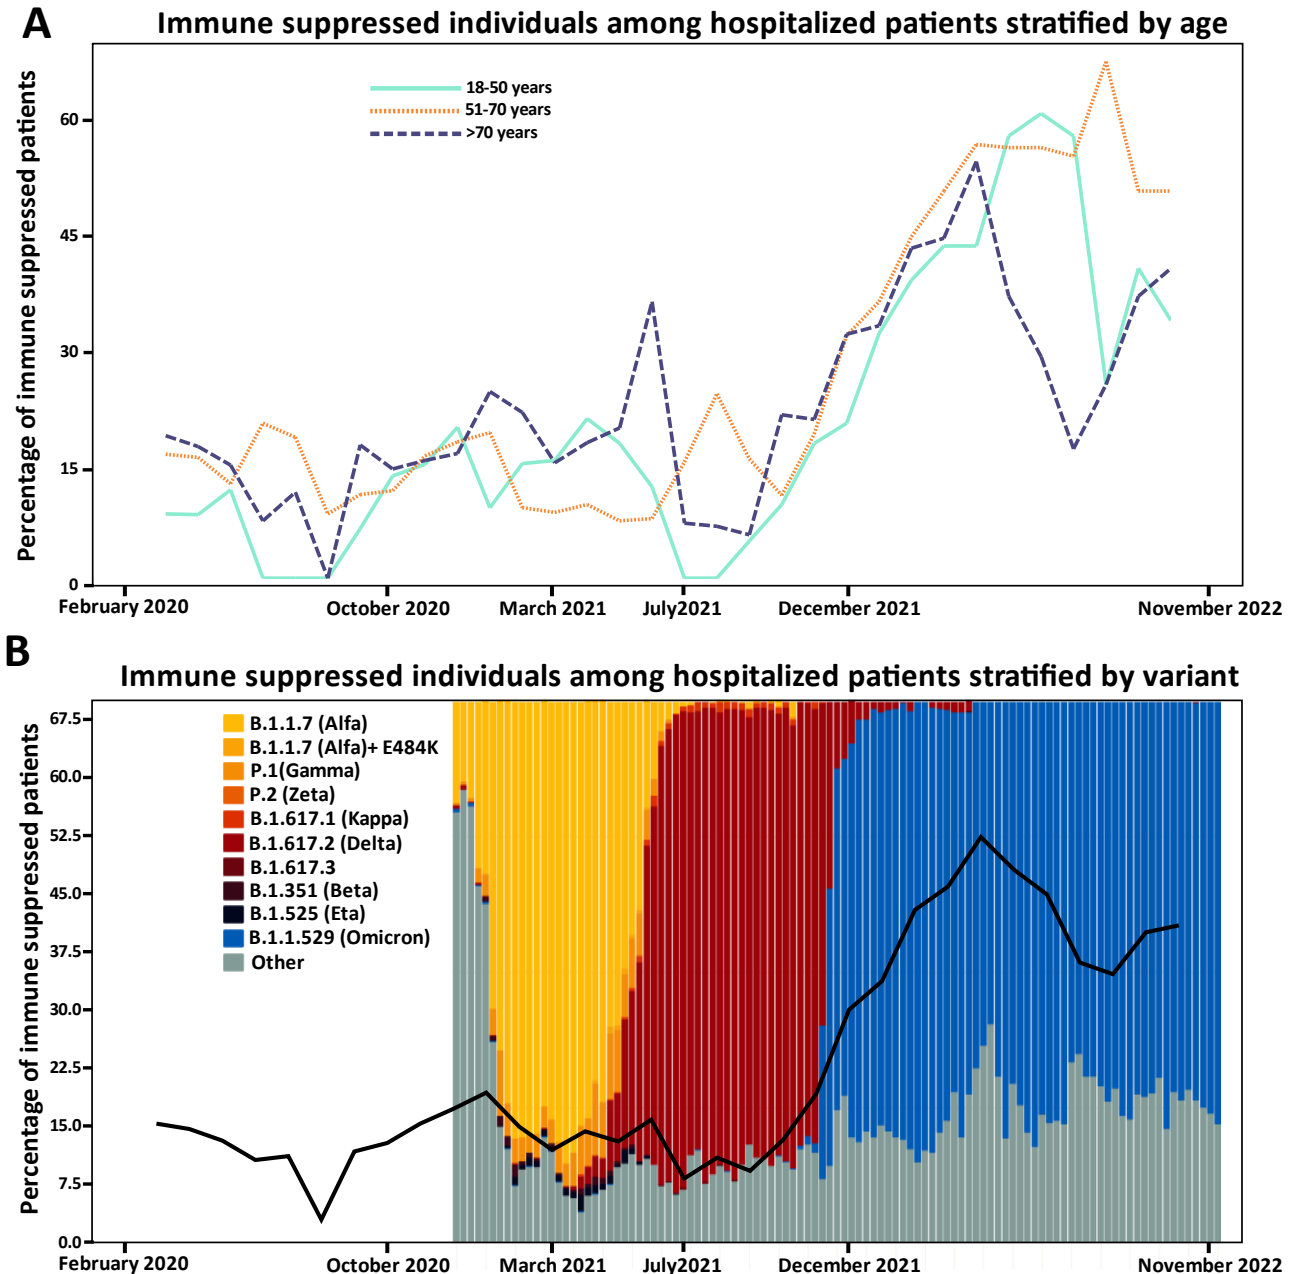 A
Immune suppressed individuals among hospitalized patients stratified by age
Percentage of immune suppressed patients
18-50 years
51-70 years
>70 years
60
45
30
15
0
February 2020
October 2020
March 2021
July2021
December 2021
November 2022
B
Immune suppressed individuals among hospitalized patients stratified by variant
Percentage of immune suppressed patients
67.5
60.0
52.5
45.0
37.5
30.0
22.5
15.0
7.5
0.0
B.1.1.7 (Alfa)
B.1.1.7 (Alfa)+ E484K
P.1(Gamma)
P.2 (Zeta)
B.1.617.1 (Kappa)
B.1.617.2 (Delta)
B.1.617.3
B.1.351 (Beta)
B.1.525 (Eta)
B.1.1.529 (Omicron)
Other
February 2020
October 2020
March 2021
July2021
December 2021
November 2022